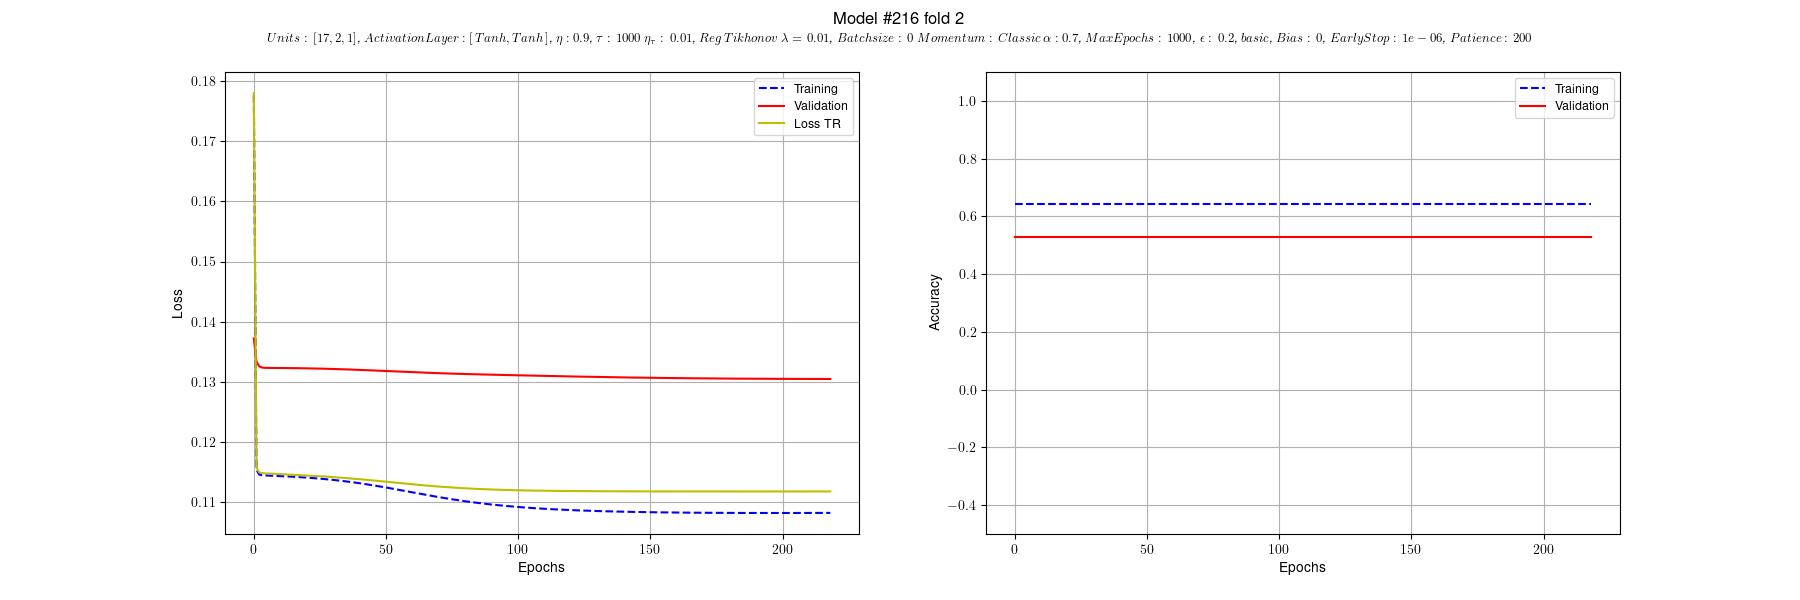 Model #216 fold 2
Units : [17, 2, 1], ActivationLayer : [Tanh, Tanh], η : 0.9, τ : 1000 ητ : 0.01, Reg Tikhonov λ = 0.01, Batchsize : 0 Momentum : Classic α : 0.7, MaxEpochs : 1000, ϵ : 0.2, basic, Bias : 0, EarlyStop : 1e − 06, Patience : 200
Loss
0.18
0.17
0.16
0.15
0.14
0.13
0.12
0.11
Training
Validation
Loss TR
0 50 100 150 200
Epochs
Accuracy
1.0
0.8
0.6
0.4
0.2
0.0
−0.2
−0.4
Training
Validation
0 50 100 150 200
Epochs